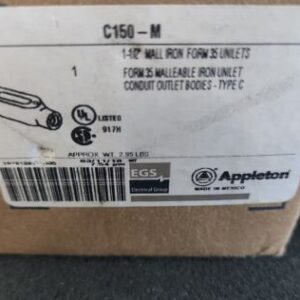 C150-M
1-1/2" MALL IRON FORM 35 UNILETS
1
FORM 35 MALLEABLE IRON UNILET
CONDUIT OUTLET BODIES - TYPE C
UL LISTED
917H
APPROX. WT. 2.95 LBS
EGS
Electrical Group
Appleton
MADE IN MEXICO